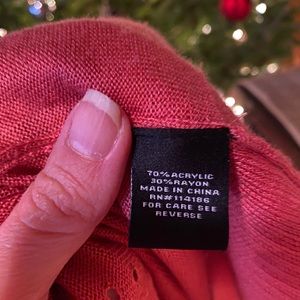 70% ACRYLIC
30% RAYON
MADE IN CHINA
RN#114186
FOR CARE SEE
REVERSE